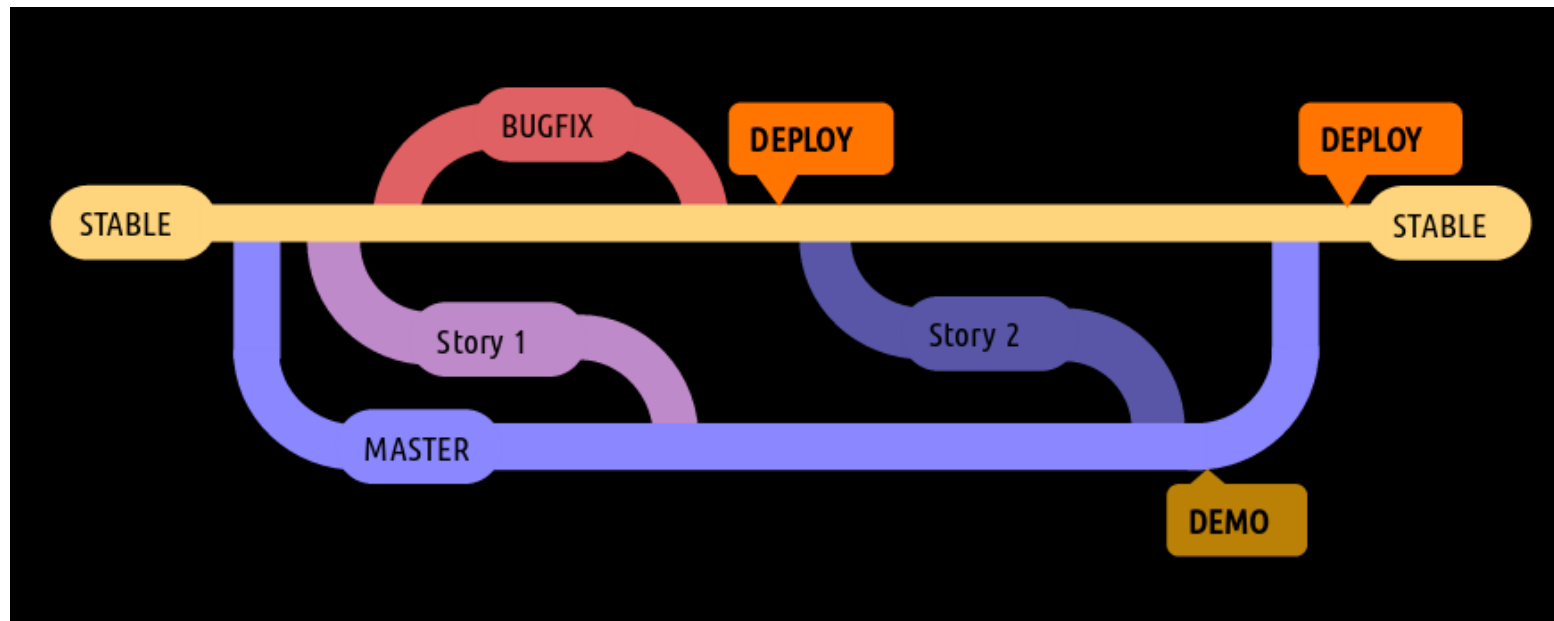 BUGFIX
DEPLOY
DEPLOY
STABLE
STABLE
Story 1
Story 2
MASTER
DEMO